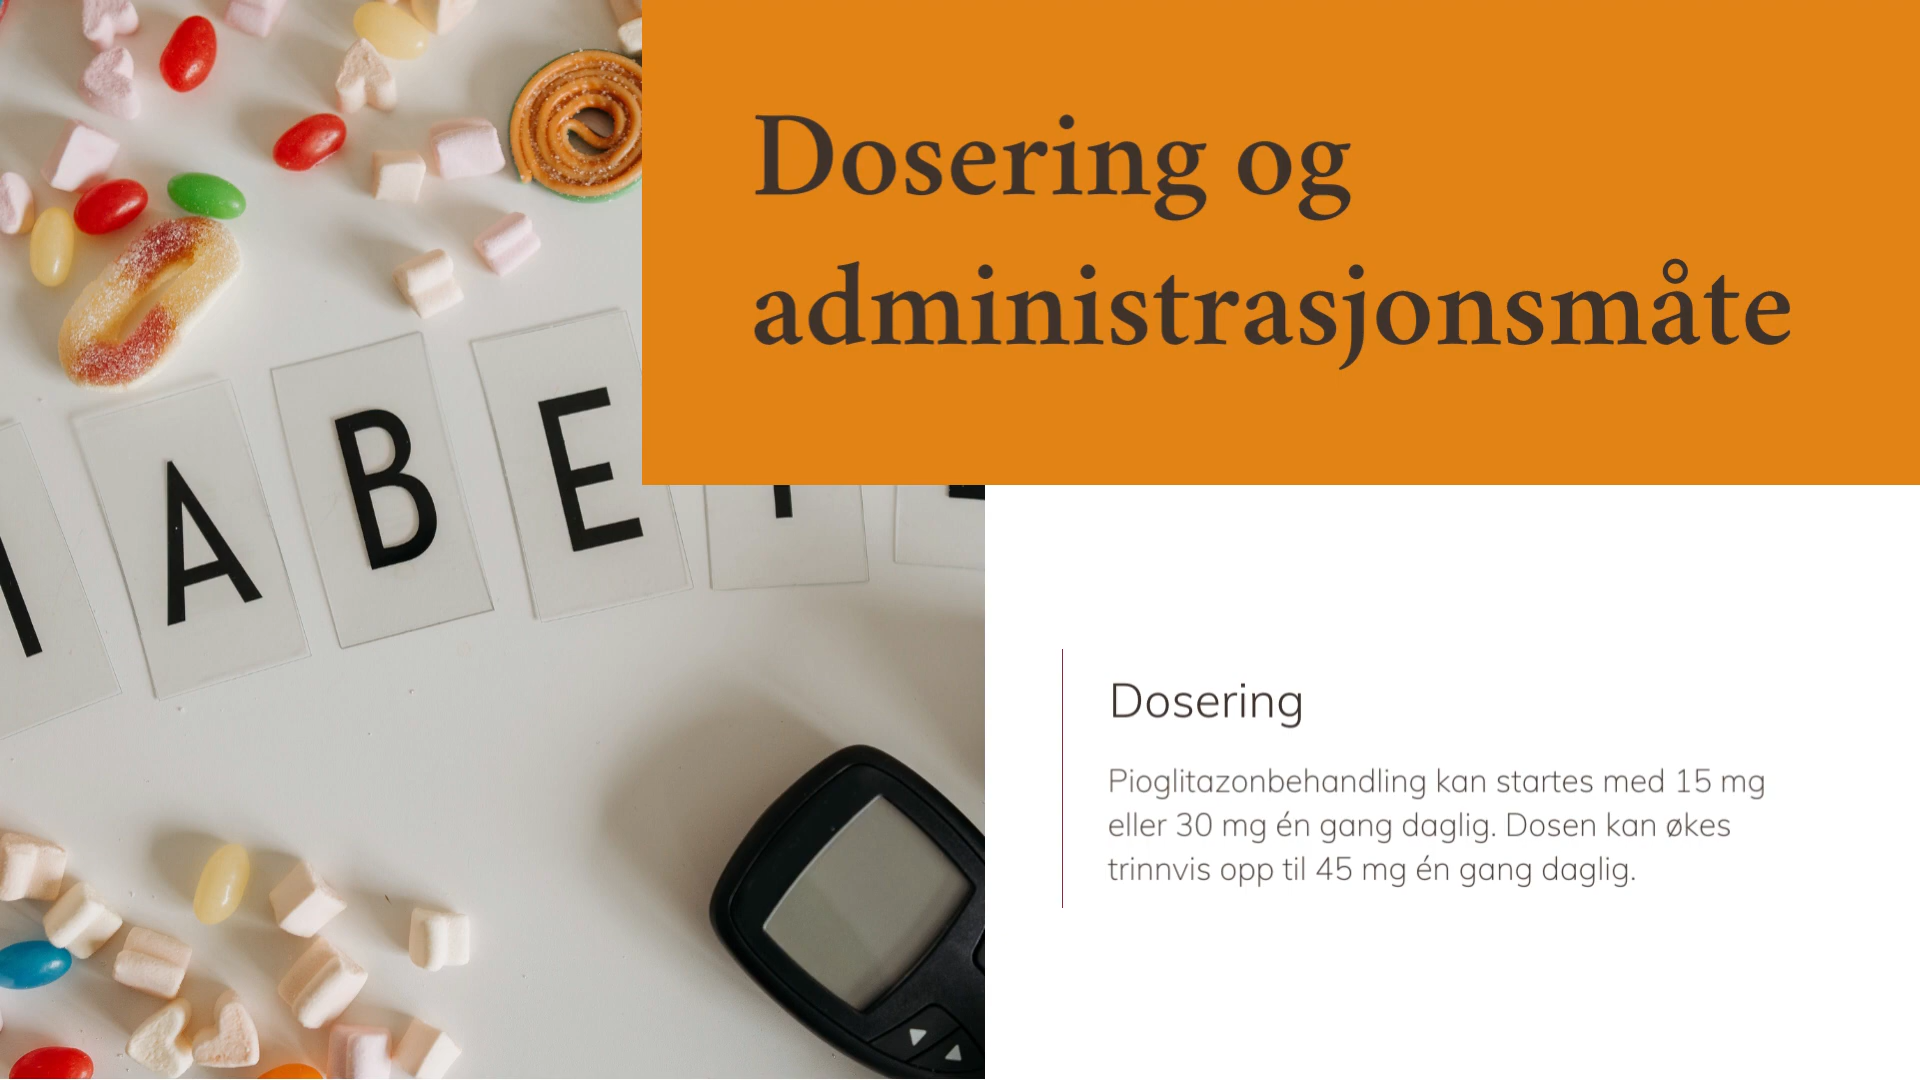 Dosering og
administrasjonsmåte
I A B E
Dosering
Pioglitazonbehandling kan startes med 15 mg
eller 30 mg én gang daglig. Dosen kan økes
trinnvis opp til 45 mg én gang daglig.